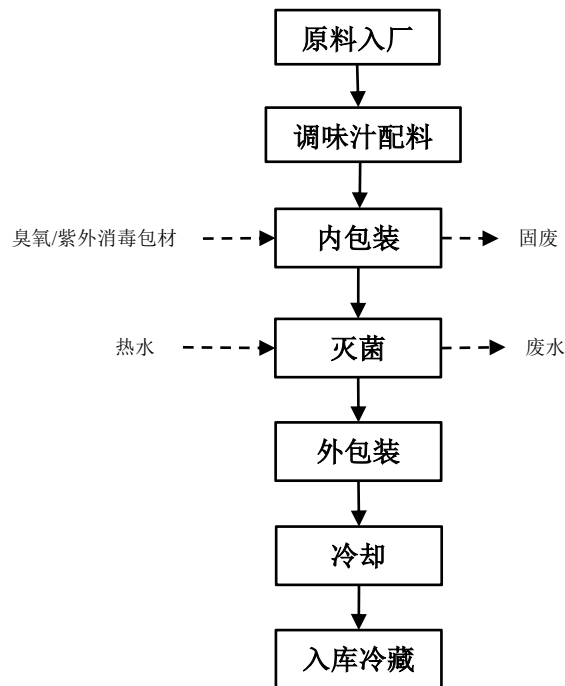 原料入厂
调味汁配料
臭氧/紫外消毒包材
内包装
固废
热水
灭菌
废水
外包装
冷却
入库冷藏